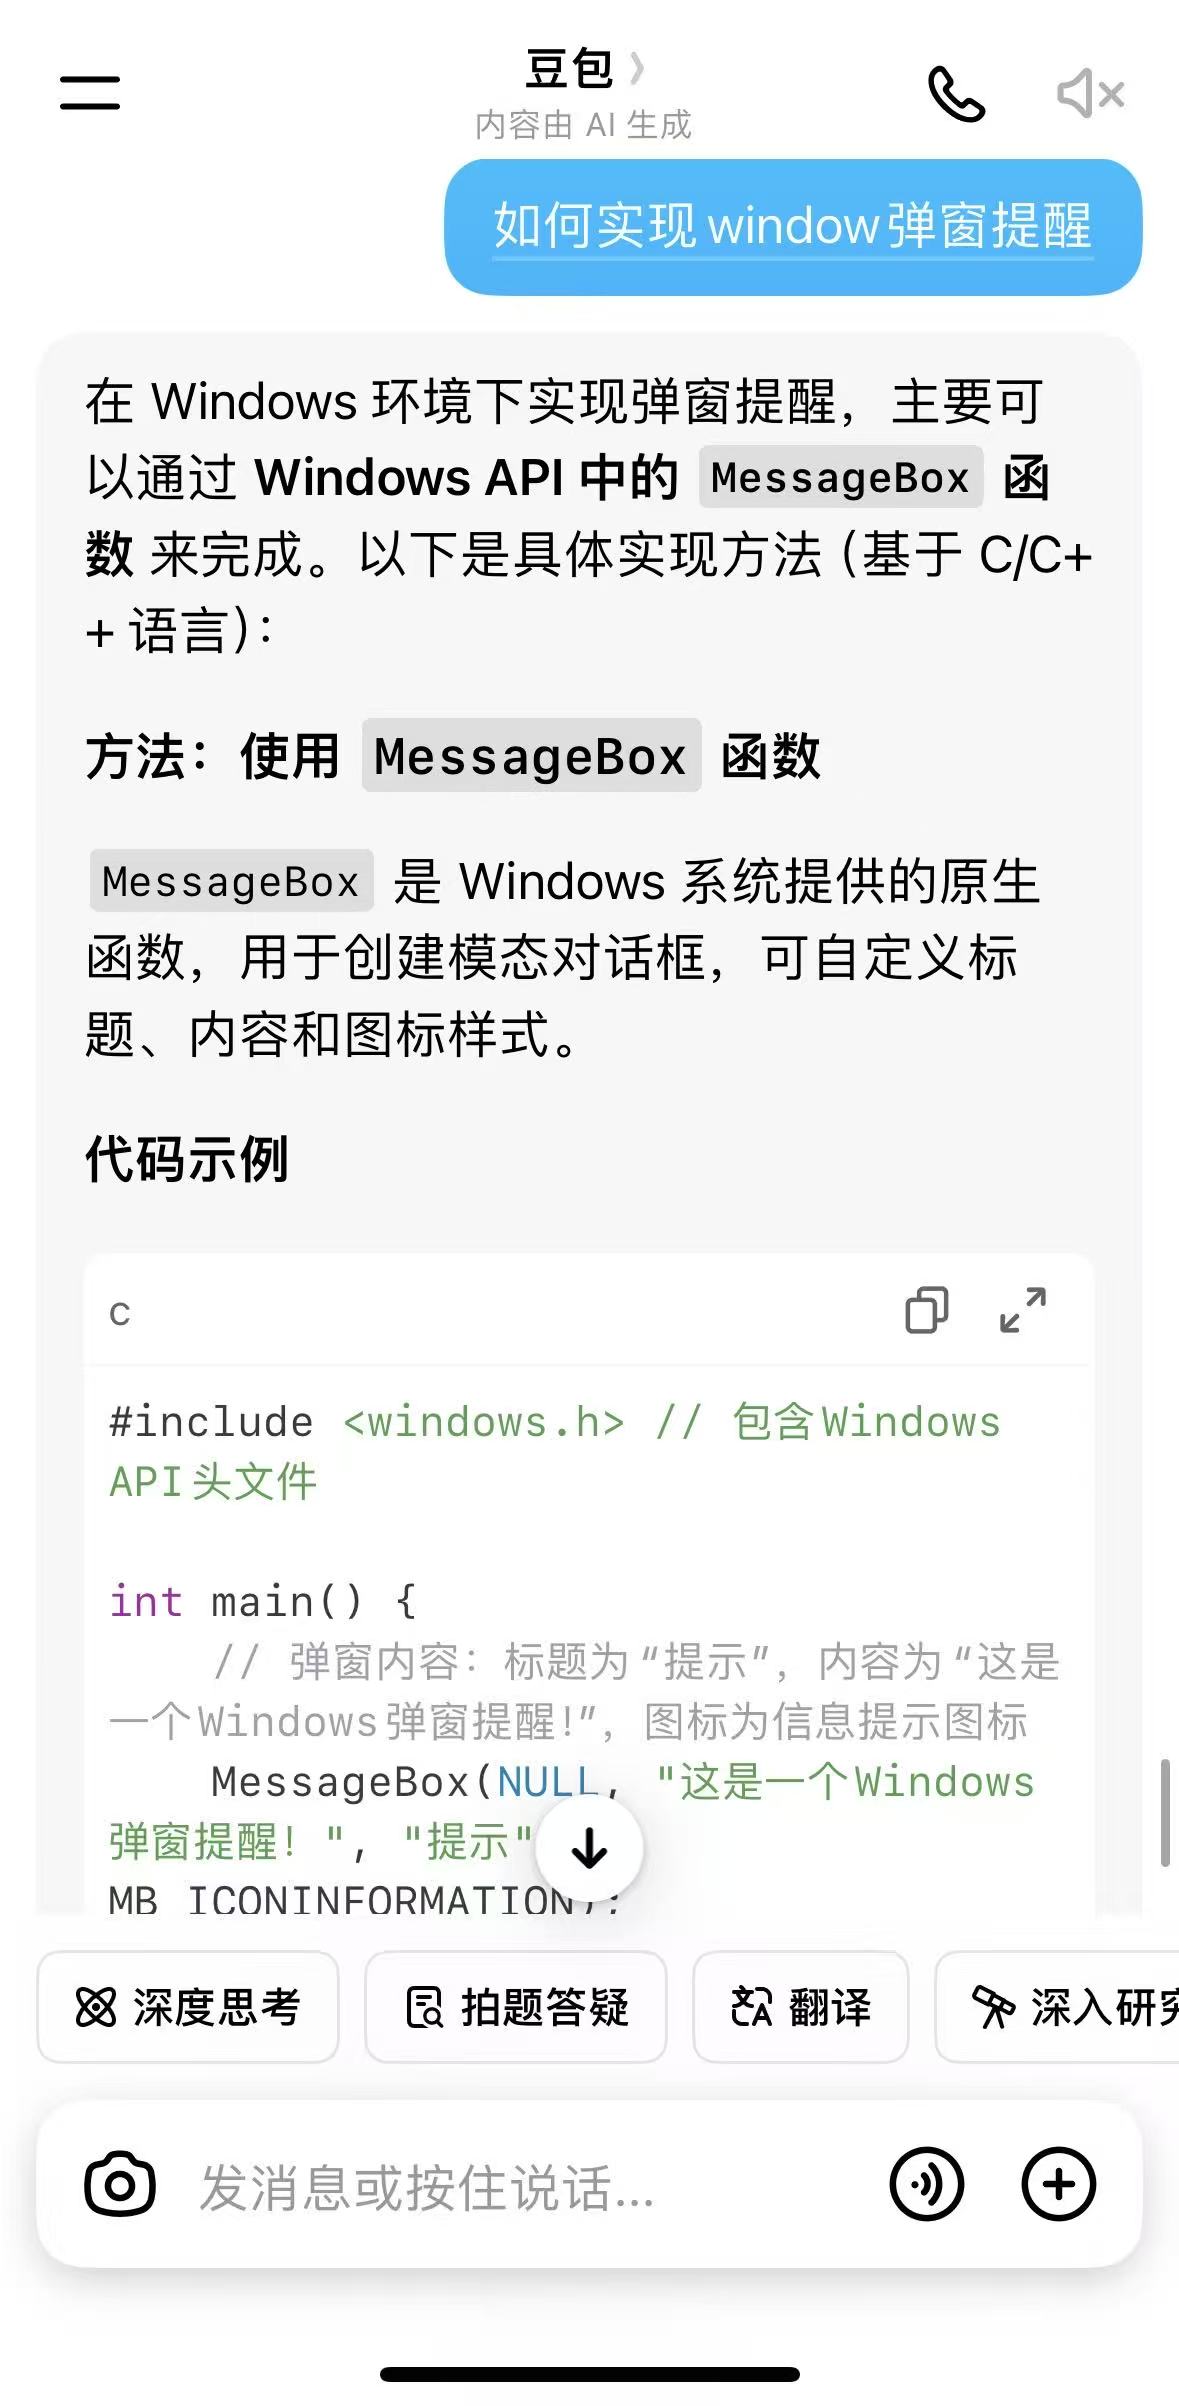 豆包
内容由 AI 生成
如何实现window弹窗提醒
在 Windows 环境下实现弹窗提醒，主要可
以通过 Windows API 中的 MessageBox 函
数 来完成。以下是具体实现方法（基于 C/C+
+ 语言）：
方法：使用 MessageBox 函数
MessageBox 是 Windows 系统提供的原生
函数，用于创建模态对话框，可自定义标
题、内容和图标样式。
代码示例
c
#include <windows.h> // 包含Windows
API头文件
int main() {
// 弹窗内容：标题为“提示”，内容为“这是
一个Windows弹窗提醒!”，图标为信息提示图标
MessageBox(NULL, "这是一个Windows
弹窗提醒！", "提示"
MB_ICONINFORMATION);
深度思考
拍题答疑
翻译
深入研究
发消息或按住说话...